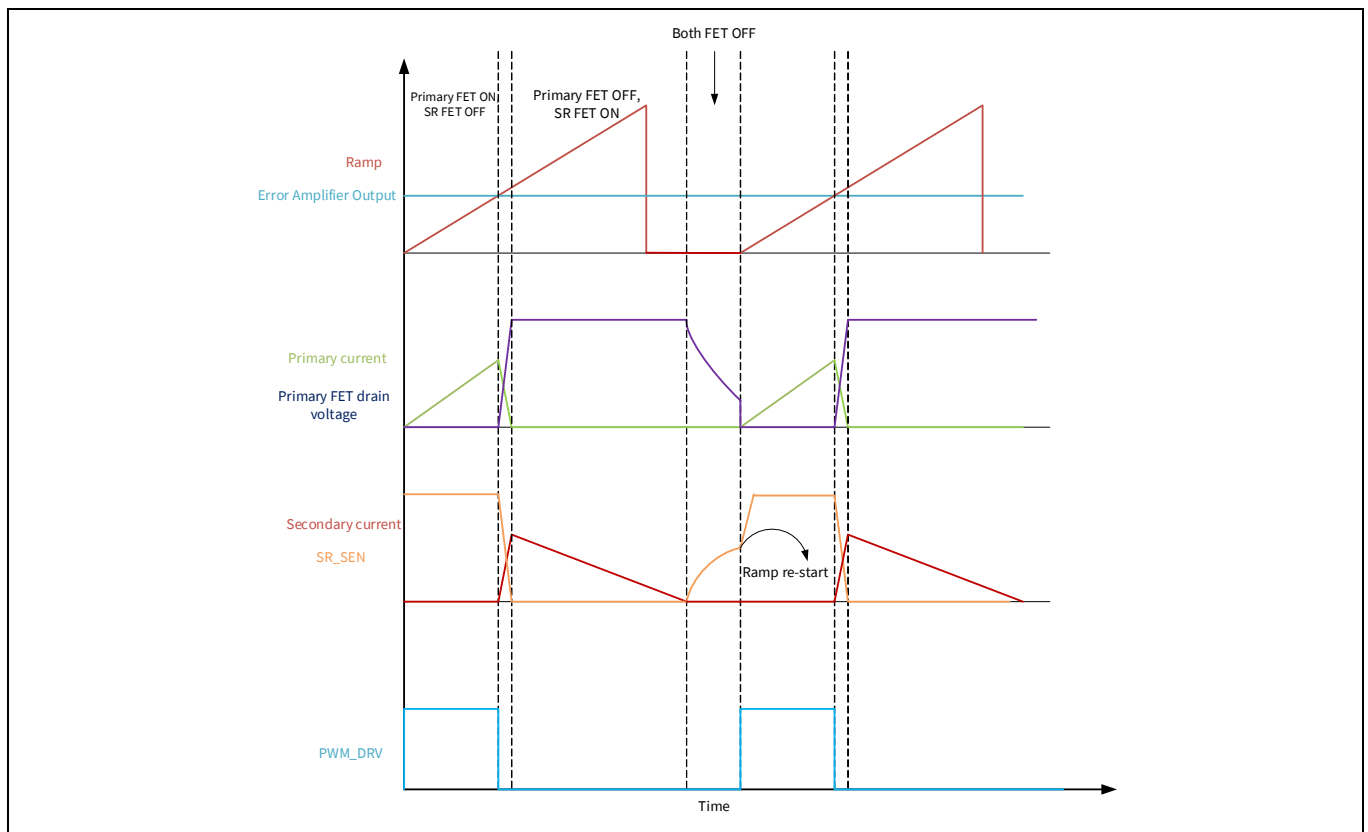 Both FET OFF
Primary FET ON,
SR FET OFF
Primary FET OFF,
SR FET ON
Ramp
Error Amplifier Output
Primary current
Primary FET drain
voltage
Secondary current
SR_SEN
Ramp re-start
PWM_DRV
Time